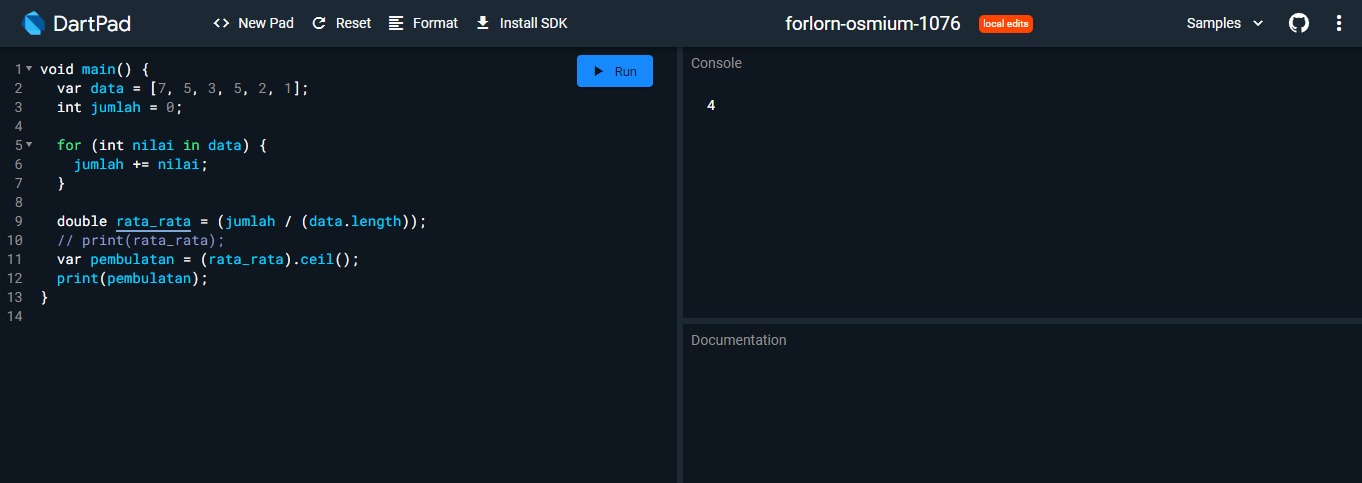 DartPad
<> New Pad
Reset
Format
Install SDK
forlorn-osmium-1076
local edits
Samples
1 void main() {
2   var data = [7, 5, 3, 5, 2, 1];
3   int jumlah = 0;
4
5   for (int nilai in data) {
6     jumlah += nilai;
7   }
8
9   double rata_rata = (jumlah / (data.length));
10   // print(rata_rata);
11   var pembulatan = (rata_rata).ceil();
12   print(pembulatan);
13 }
14
Run
Console
4
Documentation